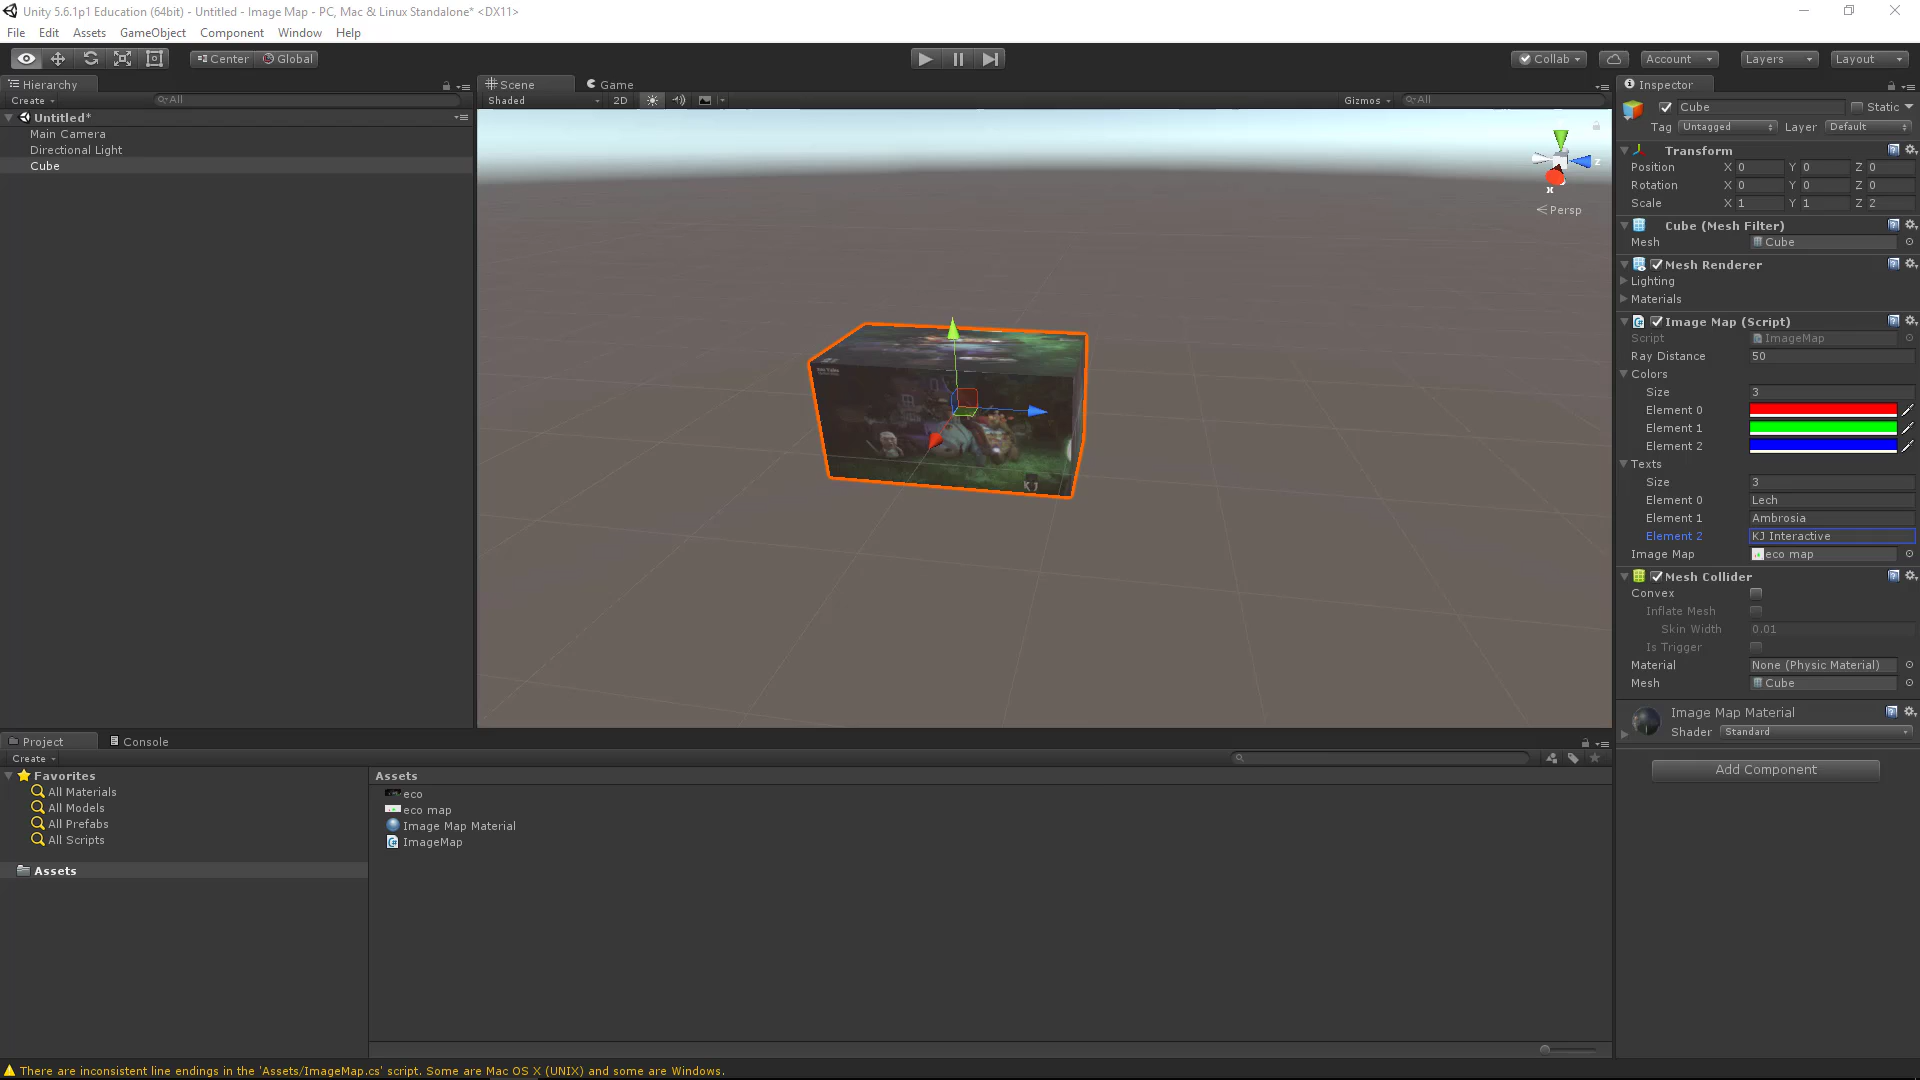 Unity 5.6.1p1 Education (64bit) - Untitled - Image Map - PC, Mac & Linux Standalone* <DX11>
File Edit Assets GameObject Component Window Help
Center Global Collab Account Layers Layout
Hierarchy
Create All
Untitled*
Main Camera
Directional Light
Cube
Scene Game
Shaded 2D Gizmos All
z
x
Persp
KJ
Inspector
Cube Static
Tag Untagged Layer Default
Transform
Position X 0 Y 0 Z 0
Rotation X 0 Y 0 Z 0
Scale X 1 Y 1 Z 2
Cube (Mesh Filter)
Mesh Cube
Mesh Renderer
Lighting
Materials
Image Map (Script)
Script ImageMap
Ray Distance 50
Colors
Size 3
Element 0
Element 1
Element 2
Texts
Size 3
Element 0 Lech
Element 1 Ambrosia
Element 2 KJ Interactive
Image Map eco map
Mesh Collider
Convex
Inflate Mesh
Skin Width 0.01
Is Trigger
Material None (Physic Material)
Mesh Cube
Image Map Material
Shader Standard
Add Component
Project Console
Create
Favorites
All Materials
All Models
All Prefabs
All Scripts
Assets
Assets
eco
eco map
Image Map Material
ImageMap
There are inconsistent line endings in the 'Assets/ImageMap.cs' script. Some are Mac OS X (UNIX) and some are Windows.